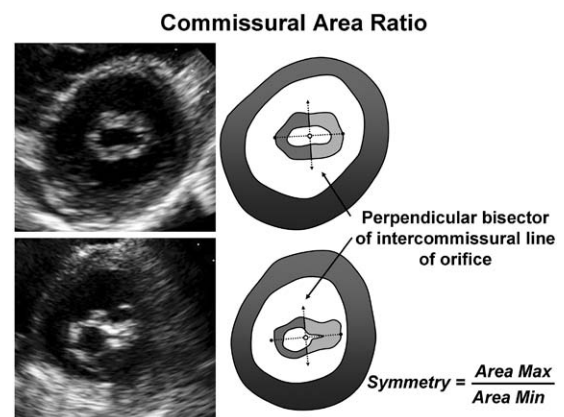 Commissural Area Ratio
Perpendicular bisector
of intercommissural line
of orifice
Symmetry = Area Max
Area Min